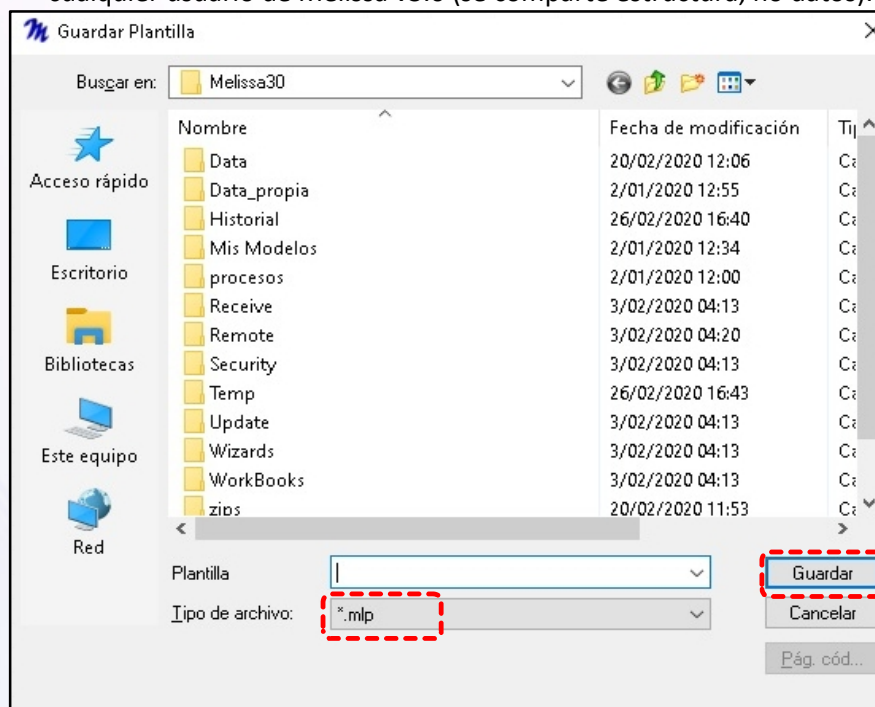 Guardar Plantilla
Buscar en: Melissa30
Nombre Fecha de modificación
Data 20/02/2020 12:06
Data_propia 2/01/2020 12:55
Historial 26/02/2020 16:40
Mis Modelos 2/01/2020 12:34
procesos 2/01/2020 12:00
Receive 3/02/2020 04:13
Remote 3/02/2020 04:20
Security 3/02/2020 04:13
Temp 26/02/2020 16:43
Update 3/02/2020 04:13
Wizards 3/02/2020 04:13
WorkBooks 3/02/2020 04:13
zips 20/02/2020 11:53
Acceso rápido
Escritorio
Bibliotecas
Este equipo
Red
Plantilla Guardar
Tipo de archivo: *.mlp Cancelar
Pág. cód...